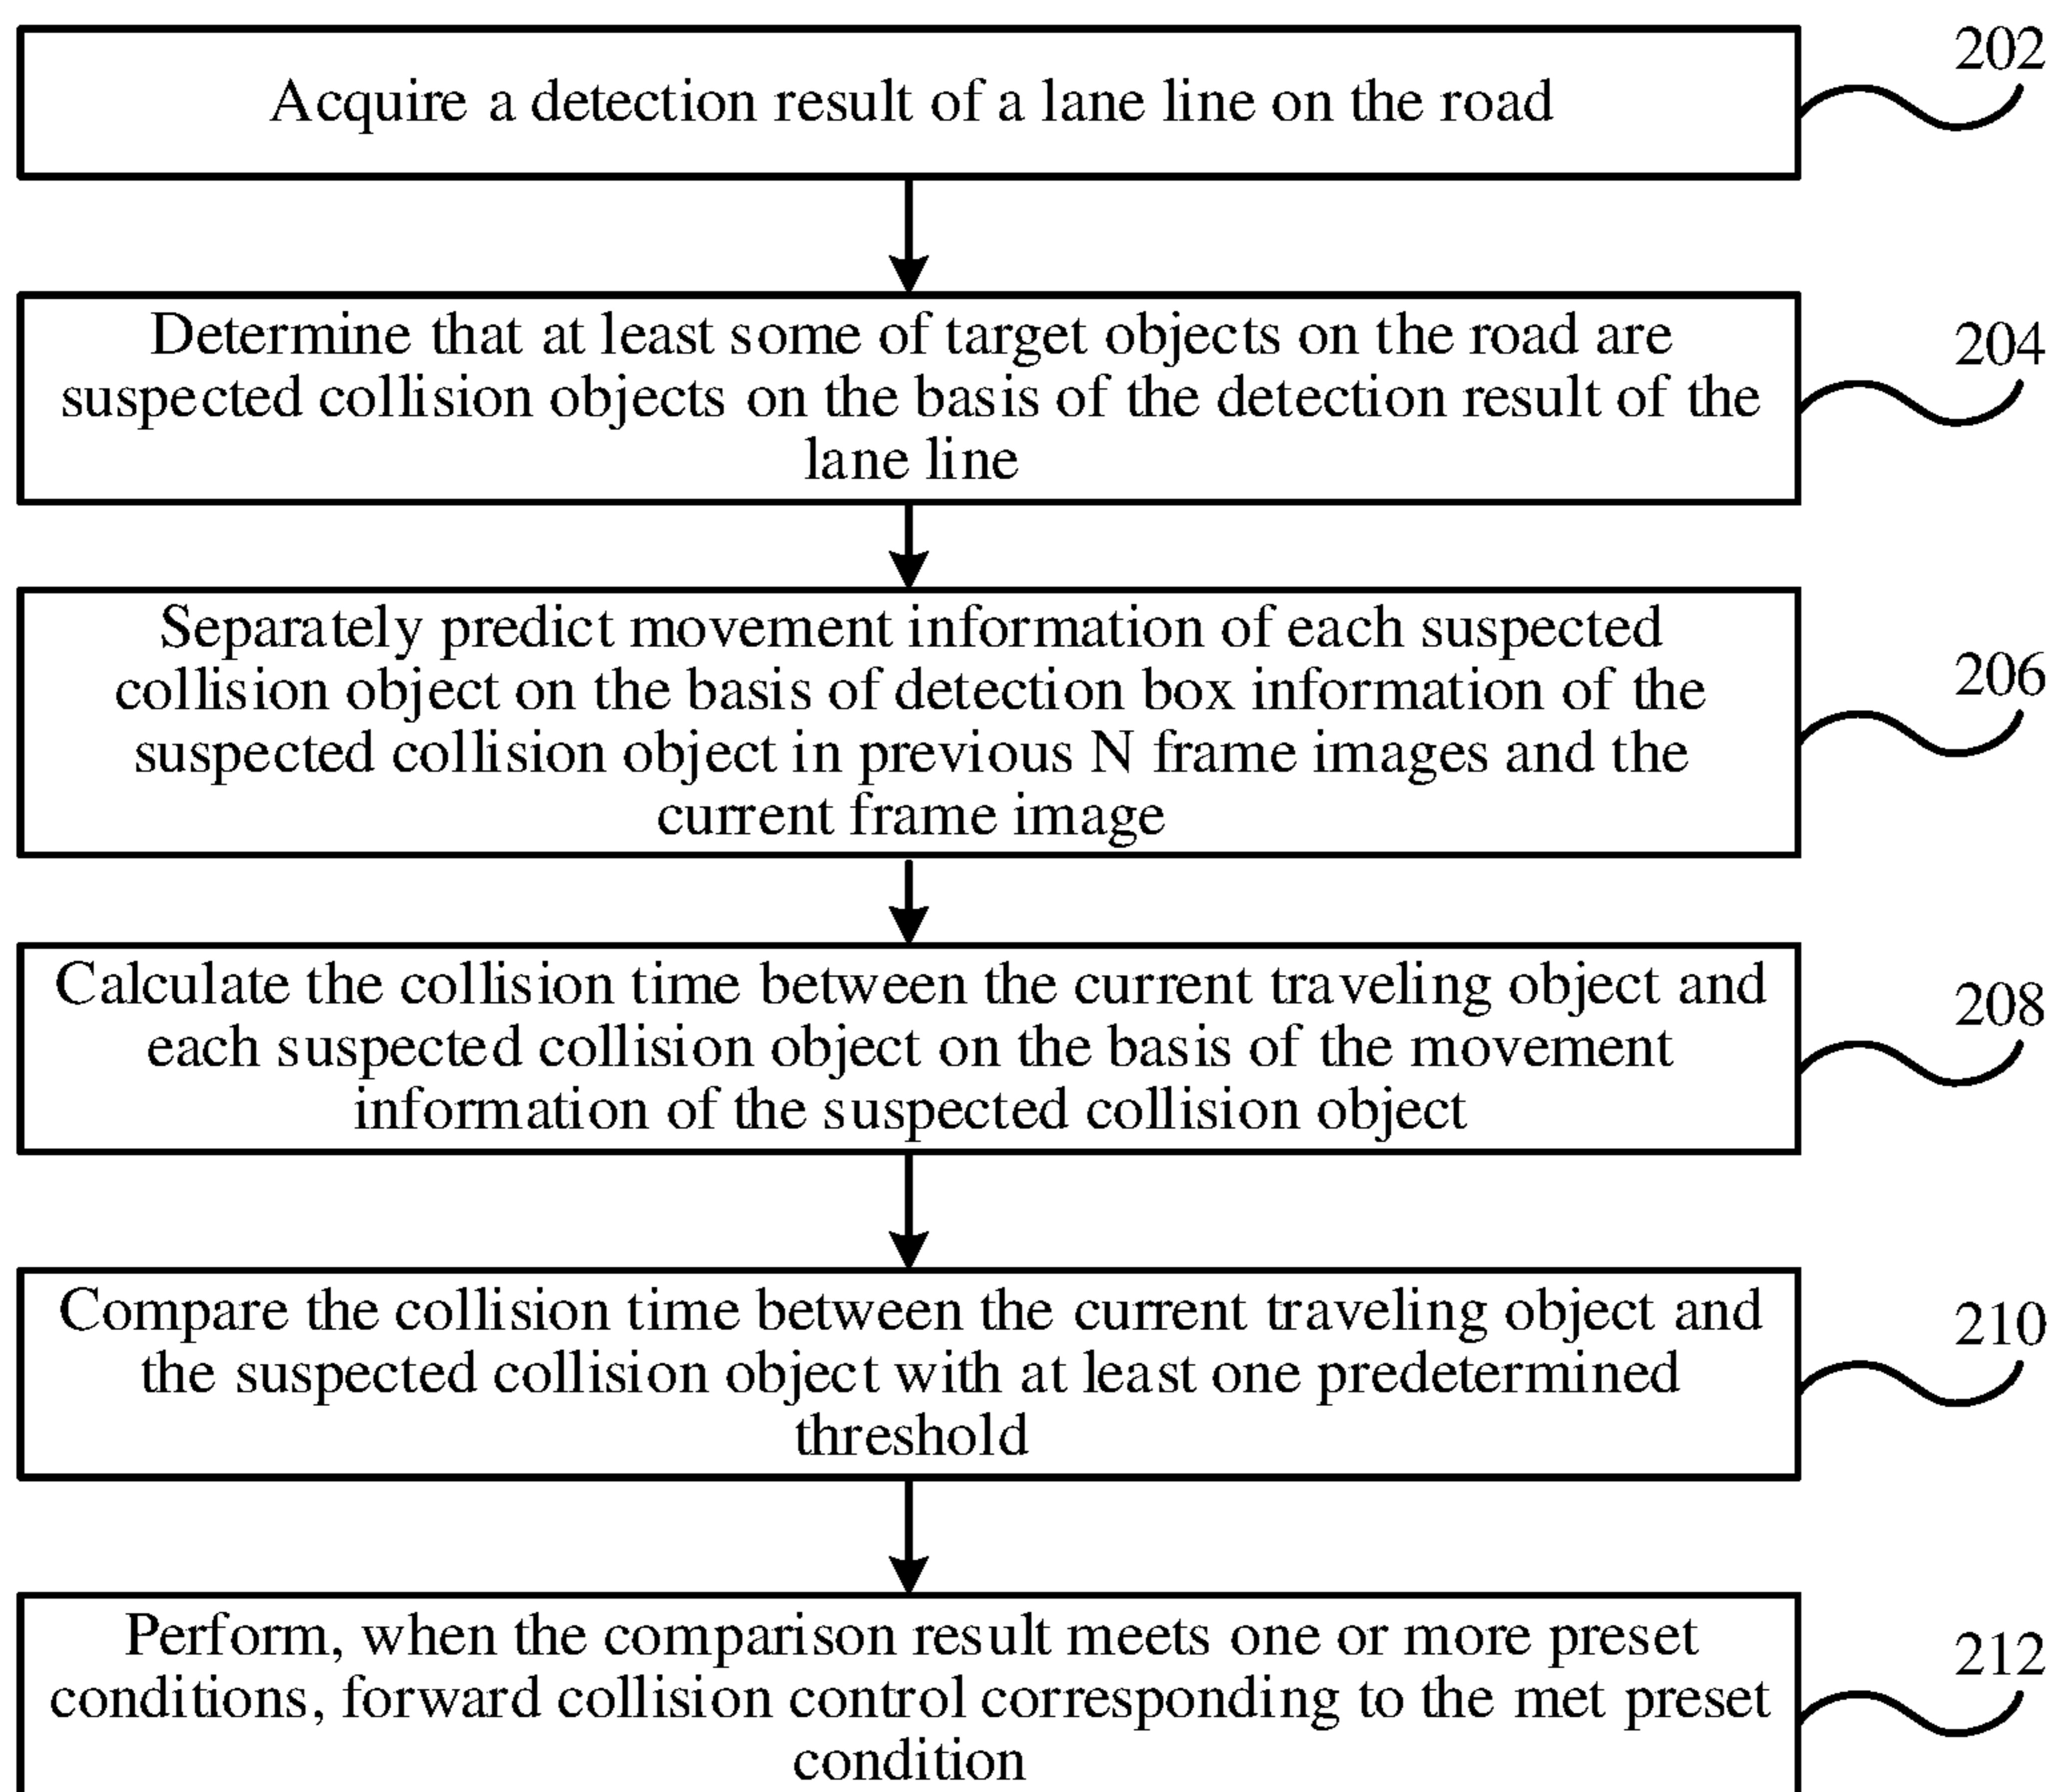 Acquire a detection result of a lane line on the road
202
Determine that at least some of target objects on the road are
suspected collision objects on the basis of the detection result of the
lane line
204
Separately predict movement information of each suspected
collision object on the basis of detection box information of the
suspected collision object in previous N frame images and the
current frame image
206
Calculate the collision time between the current traveling object and
each suspected collision object on the basis of the movement
information of the suspected collision object
208
Compare the collision time between the current traveling object and
the suspected collision object with at least one predetermined
threshold
210
Perform, when the comparison result meets one or more preset
conditions, forward collision control corresponding to the met preset
condition
212